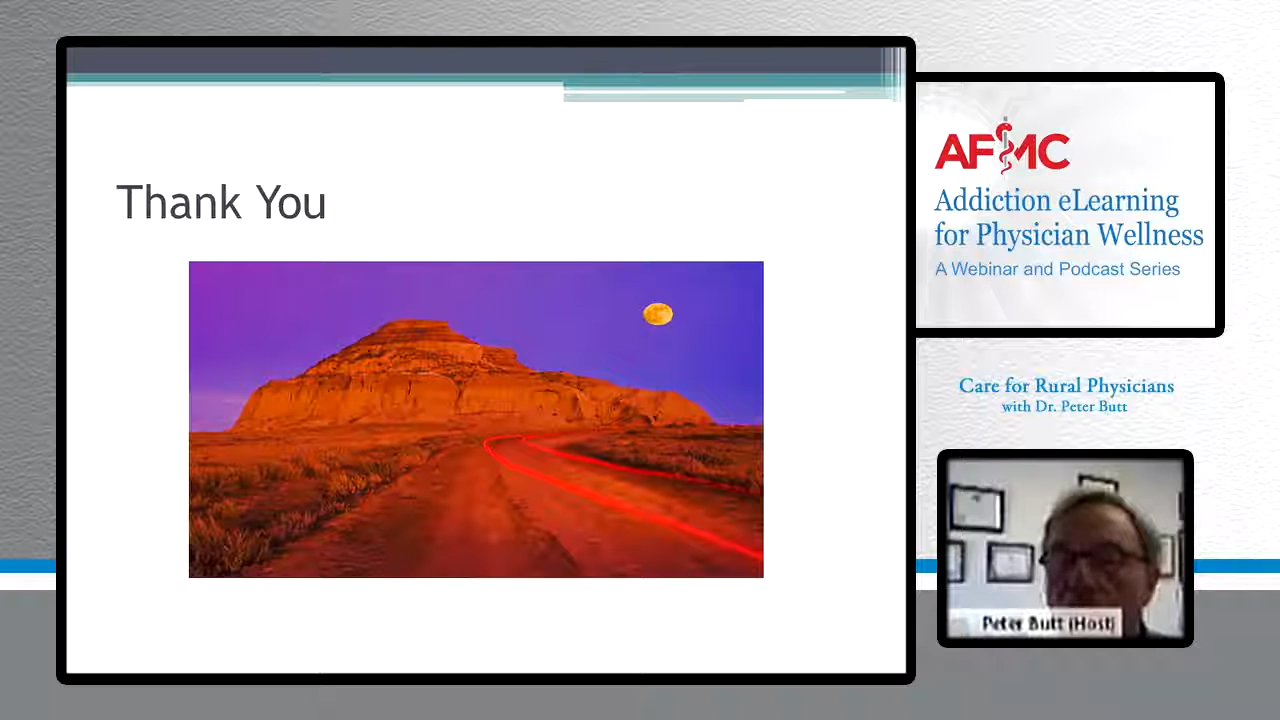 Thank You
AFMC
Addiction eLearning
for Physician Wellness
A Webinar and Podcast Series
Care for Rural Physicians
with Dr. Peter Butt
Peter Butt (Host)